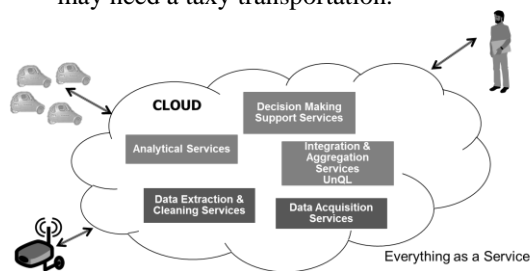 may need a taxy transportation.
CLOUD
Decision Making
Support Services
Analytical Services
Integration &
Aggregation
Services
UnQL
Data Extraction &
Cleaning Services
Data Acquisition
Services
Everything as a Service